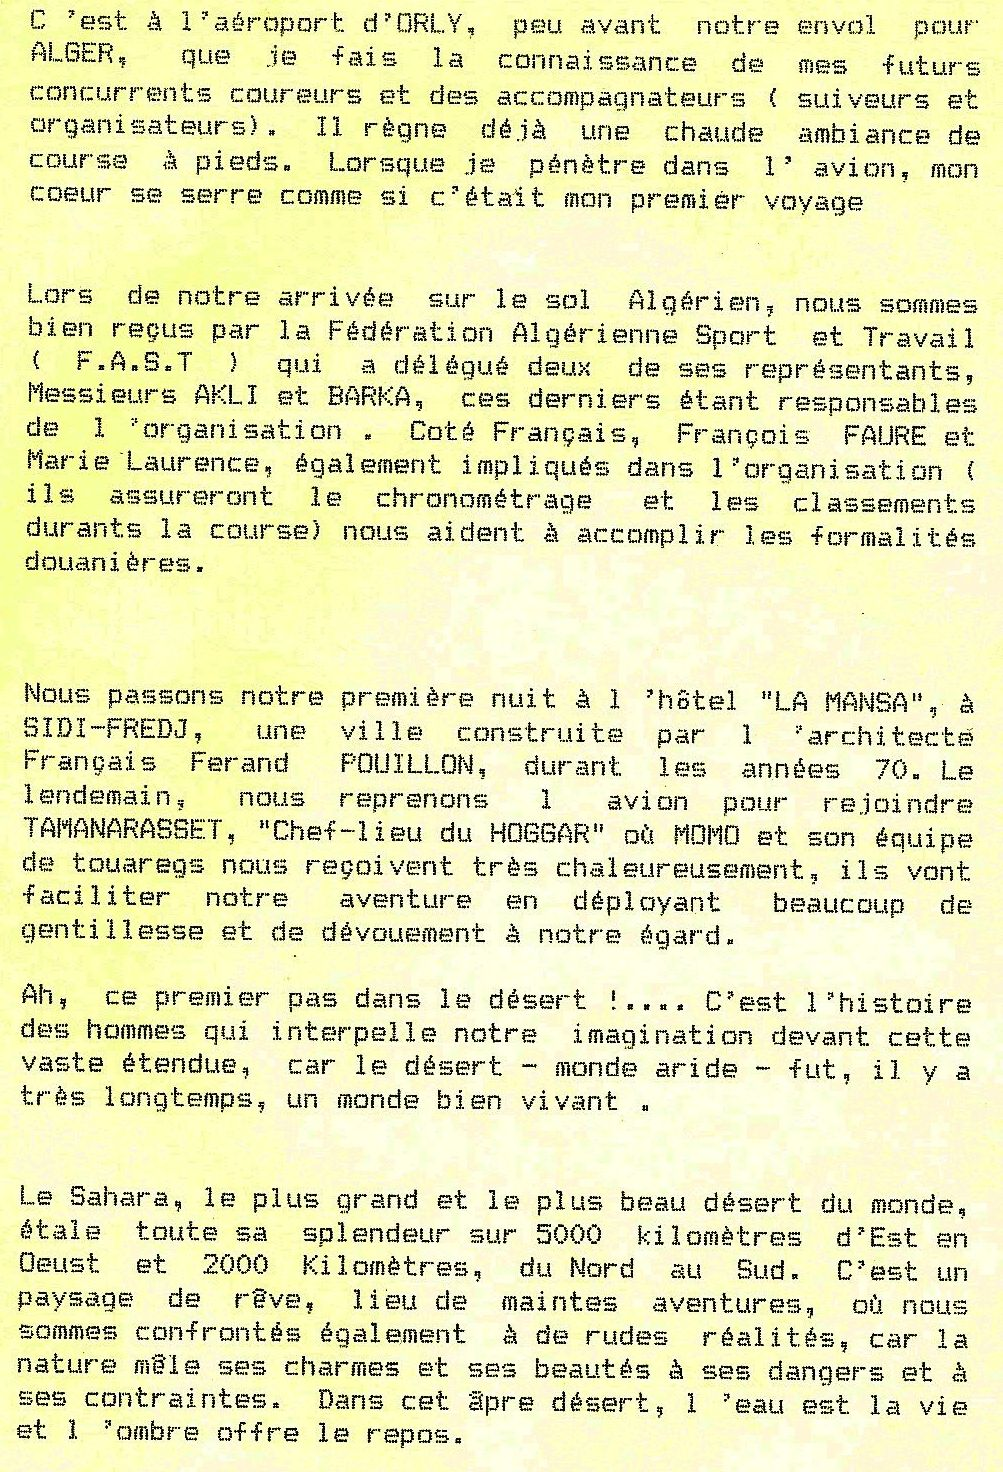 C 'est à l'aéroport d'ORLY, peu avant notre envol pour
ALGER, que je fais la connaissance de mes futurs
concurrents coureurs et des accompagnateurs ( suiveurs et
organisateurs). Il règne déjà une chaude ambiance de
course à pieds. Lorsque je pénètre dans l' avion, mon
coeur se serre comme si c'était mon premier voyage
Lors de notre arrivée sur le sol Algérien, nous sommes
bien reçus par la Fédération Algérienne Sport et Travail
( F.A.S.T ) qui a délégué deux de ses représentants,
Messieurs AKLI et BARKA, ces derniers étant responsables
de l 'organisation . Coté Français, François FAURE et
Marie Laurence, également impliqués dans l'organisation (
ils assureront le chronométrage et les classements
durants la course) nous aident à accomplir les formalités
douanières.
Nous passons notre première nuit à l 'hôtel "LA MANSA", à
SIDI-FREDJ, une ville construite par l 'architecte
Français Ferand POUILLON, durant les années 70. Le
lendemain, nous reprenons l avion pour rejoindre
TAMANARASSET, "Chef-lieu du HOGGAR" où MOMO et son équipe
de touaregs nous reçoivent très chaleureusement, ils vont
faciliter notre aventure en déployant beaucoup de
gentillesse et de dévouement à notre égard.
Ah, ce premier pas dans le désert !.... C'est l'histoire
des hommes qui interpelle notre imagination devant cette
vaste étendue, car le désert - monde aride - fut, il y a
très longtemps, un monde bien vivant .
Le Sahara, le plus grand et le plus beau désert du monde,
étale toute sa splendeur sur 5000 kilomètres d'Est en
Oeust et 2000 Kilomètres, du Nord au Sud. C'est un
paysage de rêve, lieu de maintes aventures, où nous
sommes confrontés également à de rudes réalités, car la
nature mêle ses charmes et ses beautés à ses dangers et à
ses contraintes. Dans cet âpre désert, l 'eau est la vie
et l 'ombre offre le repos.